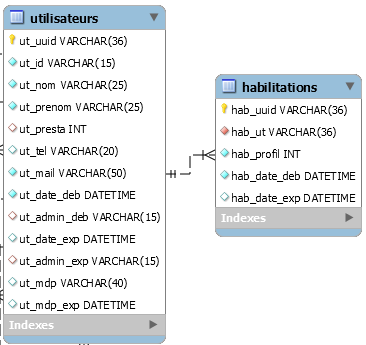 utilisateurs
ut_uuid VARCHAR(36)
ut_id VARCHAR(15)
ut_nom VARCHAR(25)
ut_prenom VARCHAR(25)
ut_presta INT
ut_tel VARCHAR(20)
ut_mail VARCHAR(50)
ut_date_deb DATETIME
ut_admin_deb VARCHAR(15)
ut_date_exp DATETIME
ut_admin_exp VARCHAR(15)
ut_mdp VARCHAR(40)
ut_mdp_exp DATETIME
Indexes
habilitations
hab_uuid VARCHAR(36)
hab_ut VARCHAR(36)
hab_profil INT
hab_date_deb DATETIME
hab_date_exp DATETIME
Indexes